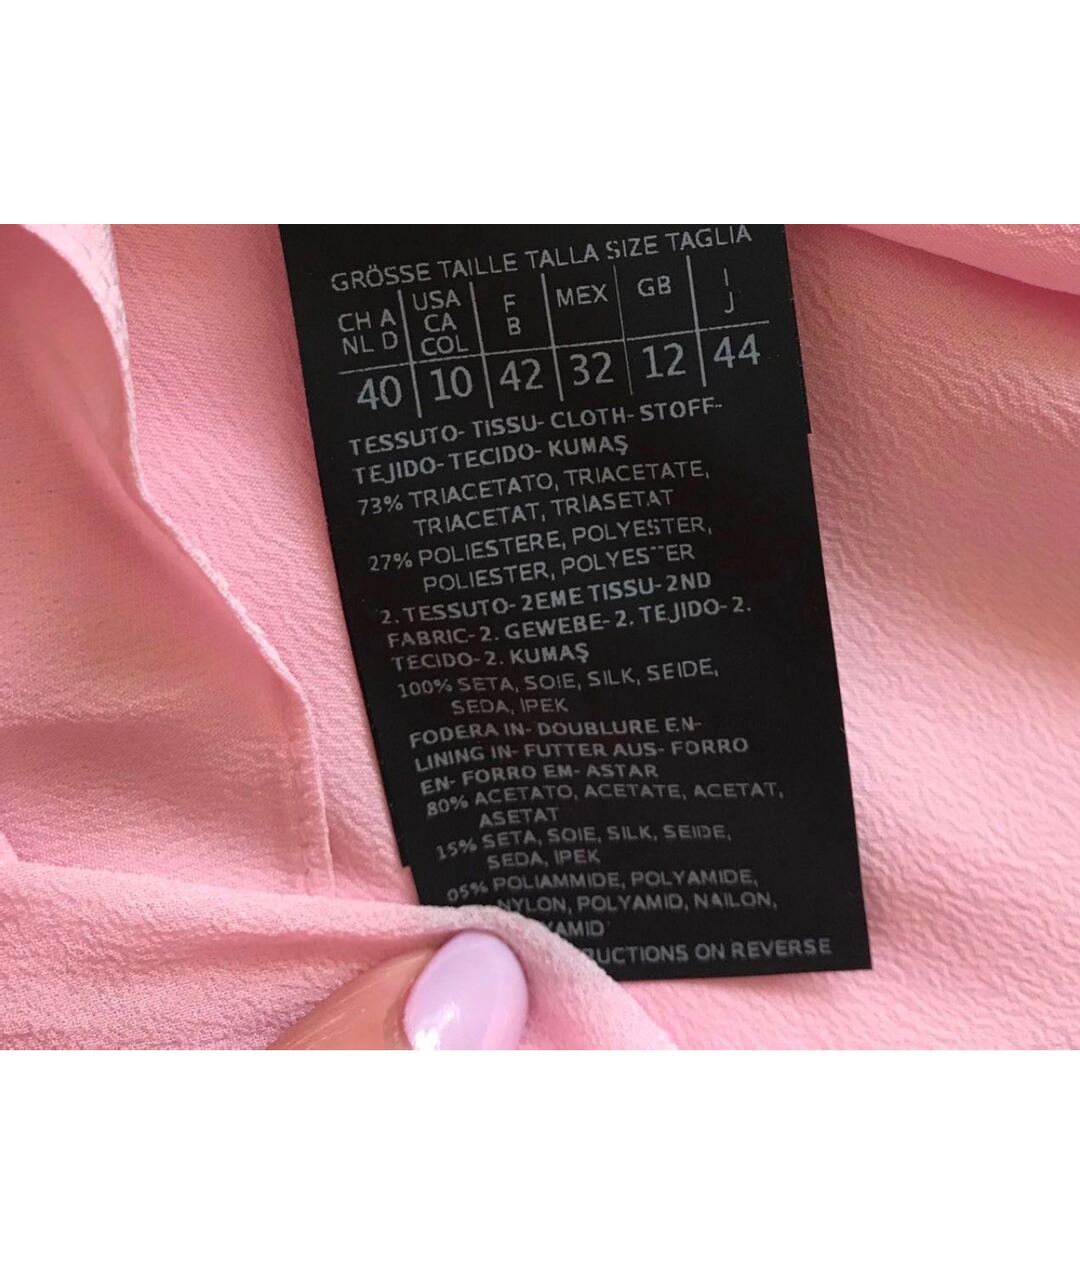 GRÖSSE TAILLE TALLA SIZE TAGLIA
CH A NL D | USA CA COL | F B | MEX | GB | I J
40 | 10 | 42 | 32 | 12 | 44
TESSUTO- TISSU- CLOTH- STOFF-
TEJIDO- TECIDO- KUMAŞ
73% TRIACETATO, TRIACETATE,
TRIACETAT, TRIASETAT
27% POLIESTERE, POLYESTER,
POLIESTER, POLYES ER
2. TESSUTO- 2EME TISSU- 2ND
FABRIC- 2. GEWEBE- 2. TEJIDO- 2.
TECIDO- 2. KUMAŞ
100% SETA, SOIE, SILK, SEIDE,
SEDA, IPEK
FODERA IN- DOUBLURE EN-
LINING IN- FUTTER AUS- FORRO
EN- FORRO EM- ASTAR
80% ACETATO, ACETATE, ACETAT,
ASETAT
15% SETA, SOIE, SILK, SEIDE,
SEDA, IPEK
05% POLIAMMIDE, POLYAMIDE,
NYLON, POLYAMID, NAILON,
YAMID
RUCTIONS ON REVERSE